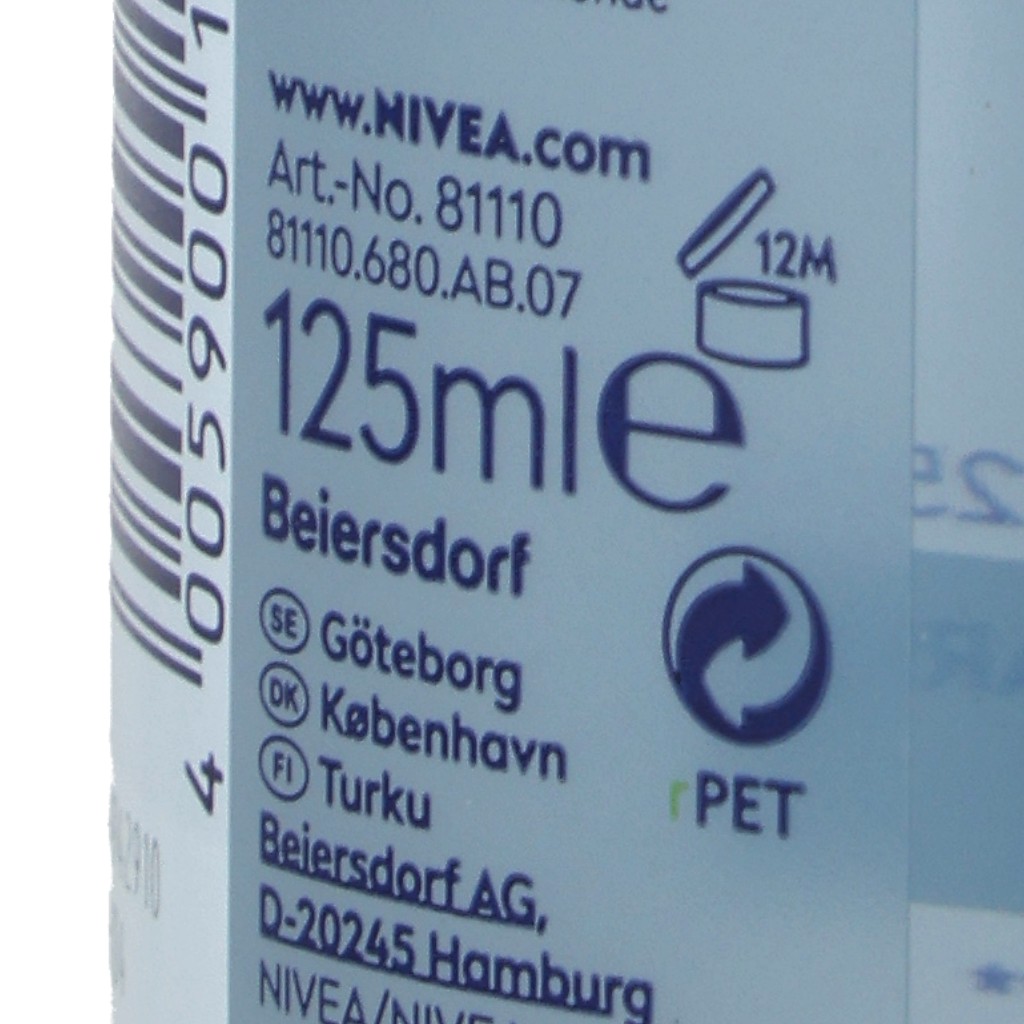 www.NIVEA.com
Art.-No. 81110
81110.680.AB.07
12M
125ml e
Beiersdorf
SE Göteborg
DK København
FI Turku
rPET
Beiersdorf AG,
D-20245 Hamburg
4 005900 1